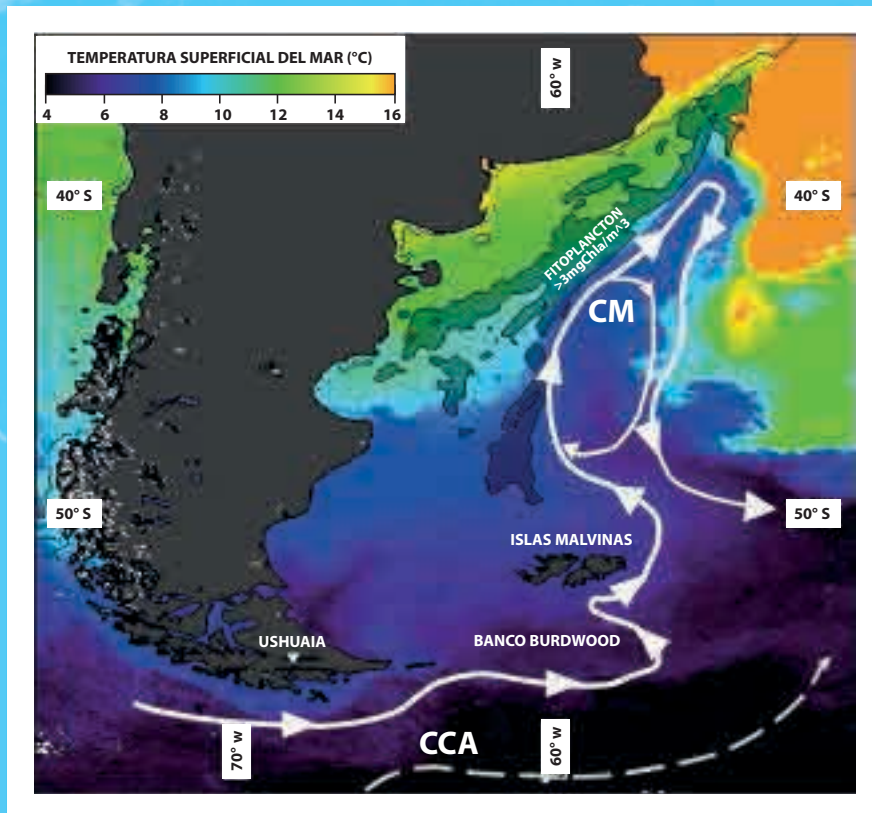 TEMPERATURA SUPERFICIAL DEL MAR (°C)
4 6 8 10 12 14 16
60° w
40° S
40° S
FITOPLANCTON
>3mgChla/m^3
CM
50° S
50° S
ISLAS MALVINAS
USHUAIA
BANCO BURDWOOD
70° w
CCA
60° w